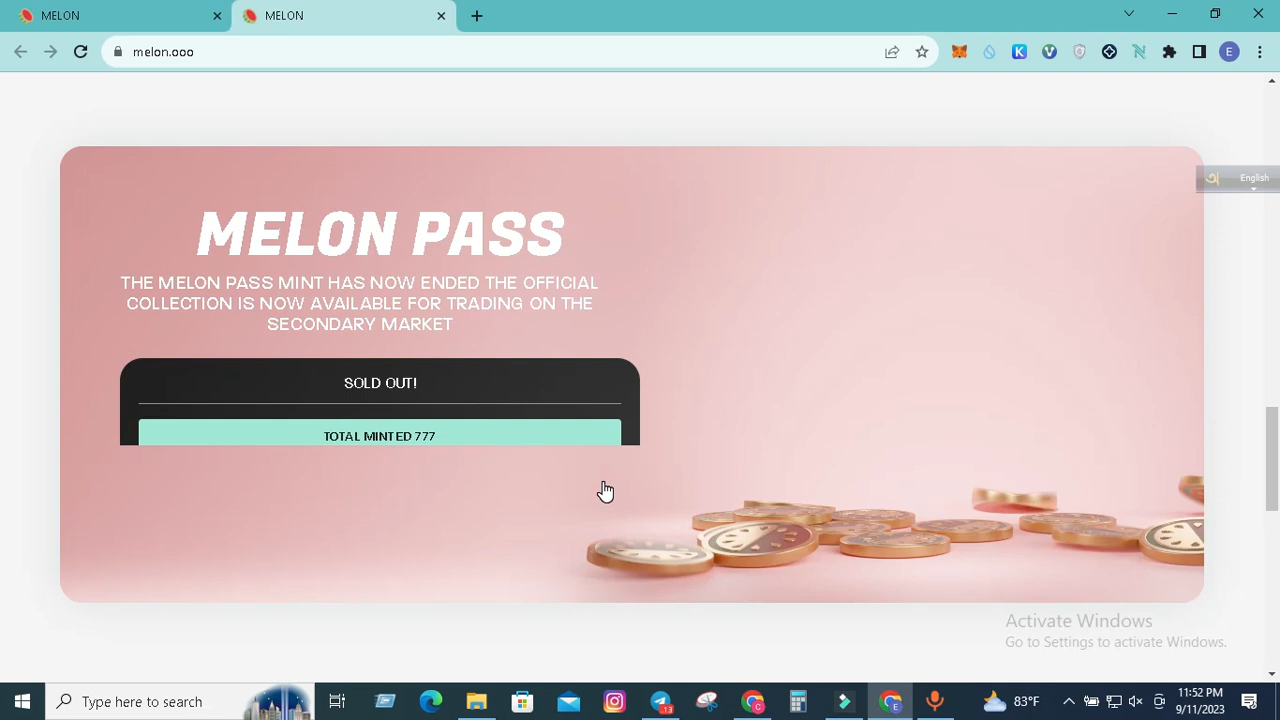 MELON
MELON
melon.ooo
K
V
E
English
MELON PASS
THE MELON PASS MINT HAS NOW ENDED THE OFFICIAL
COLLECTION IS NOW AVAILABLE FOR TRADING ON THE
SECONDARY MARKET
SOLD OUT!
TOTAL MINTED 777
Activate Windows
Go to Settings to activate Windows.
Type here to search
13
C
E
83°F
11:52 PM
9/11/2023